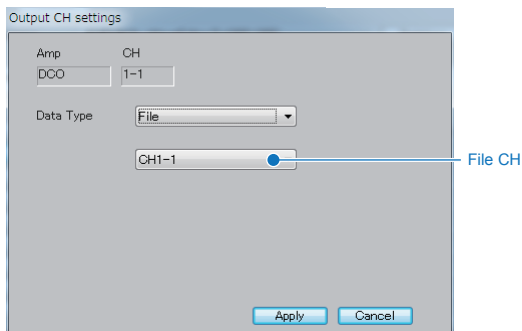 Output CH settings
Amp CH
DCO 1-1
Data Type File
CH1-1
File CH
Apply Cancel